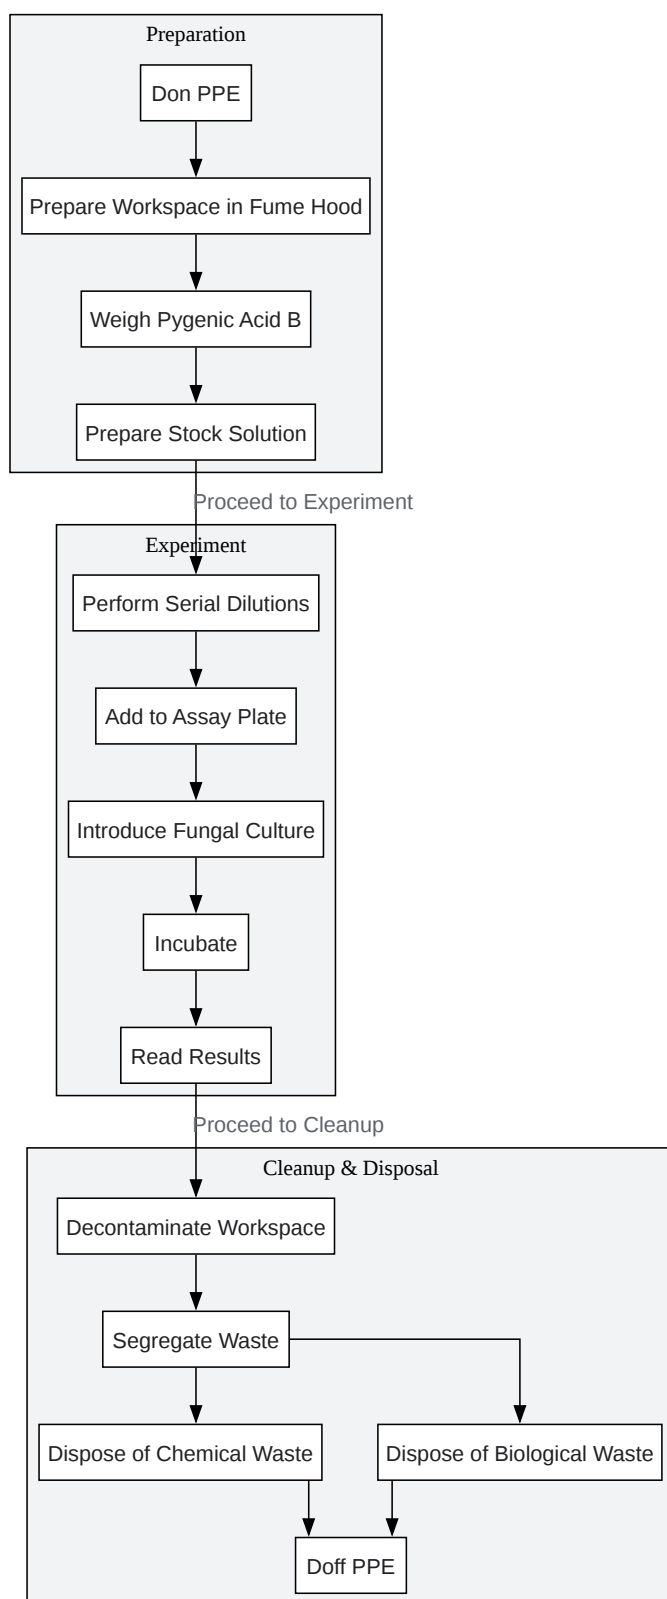 Preparation
Don PPE
Prepare Workspace in Fume Hood
Weigh Pygenic Acid B
Prepare Stock Solution
Proceed to Experiment
Experiment
Perform Serial Dilutions
Add to Assay Plate
Introduce Fungal Culture
Incubate
Read Results
Proceed to Cleanup
Cleanup & Disposal
Decontaminate Workspace
Segregate Waste
Dispose of Chemical Waste
Dispose of Biological Waste
Doff PPE